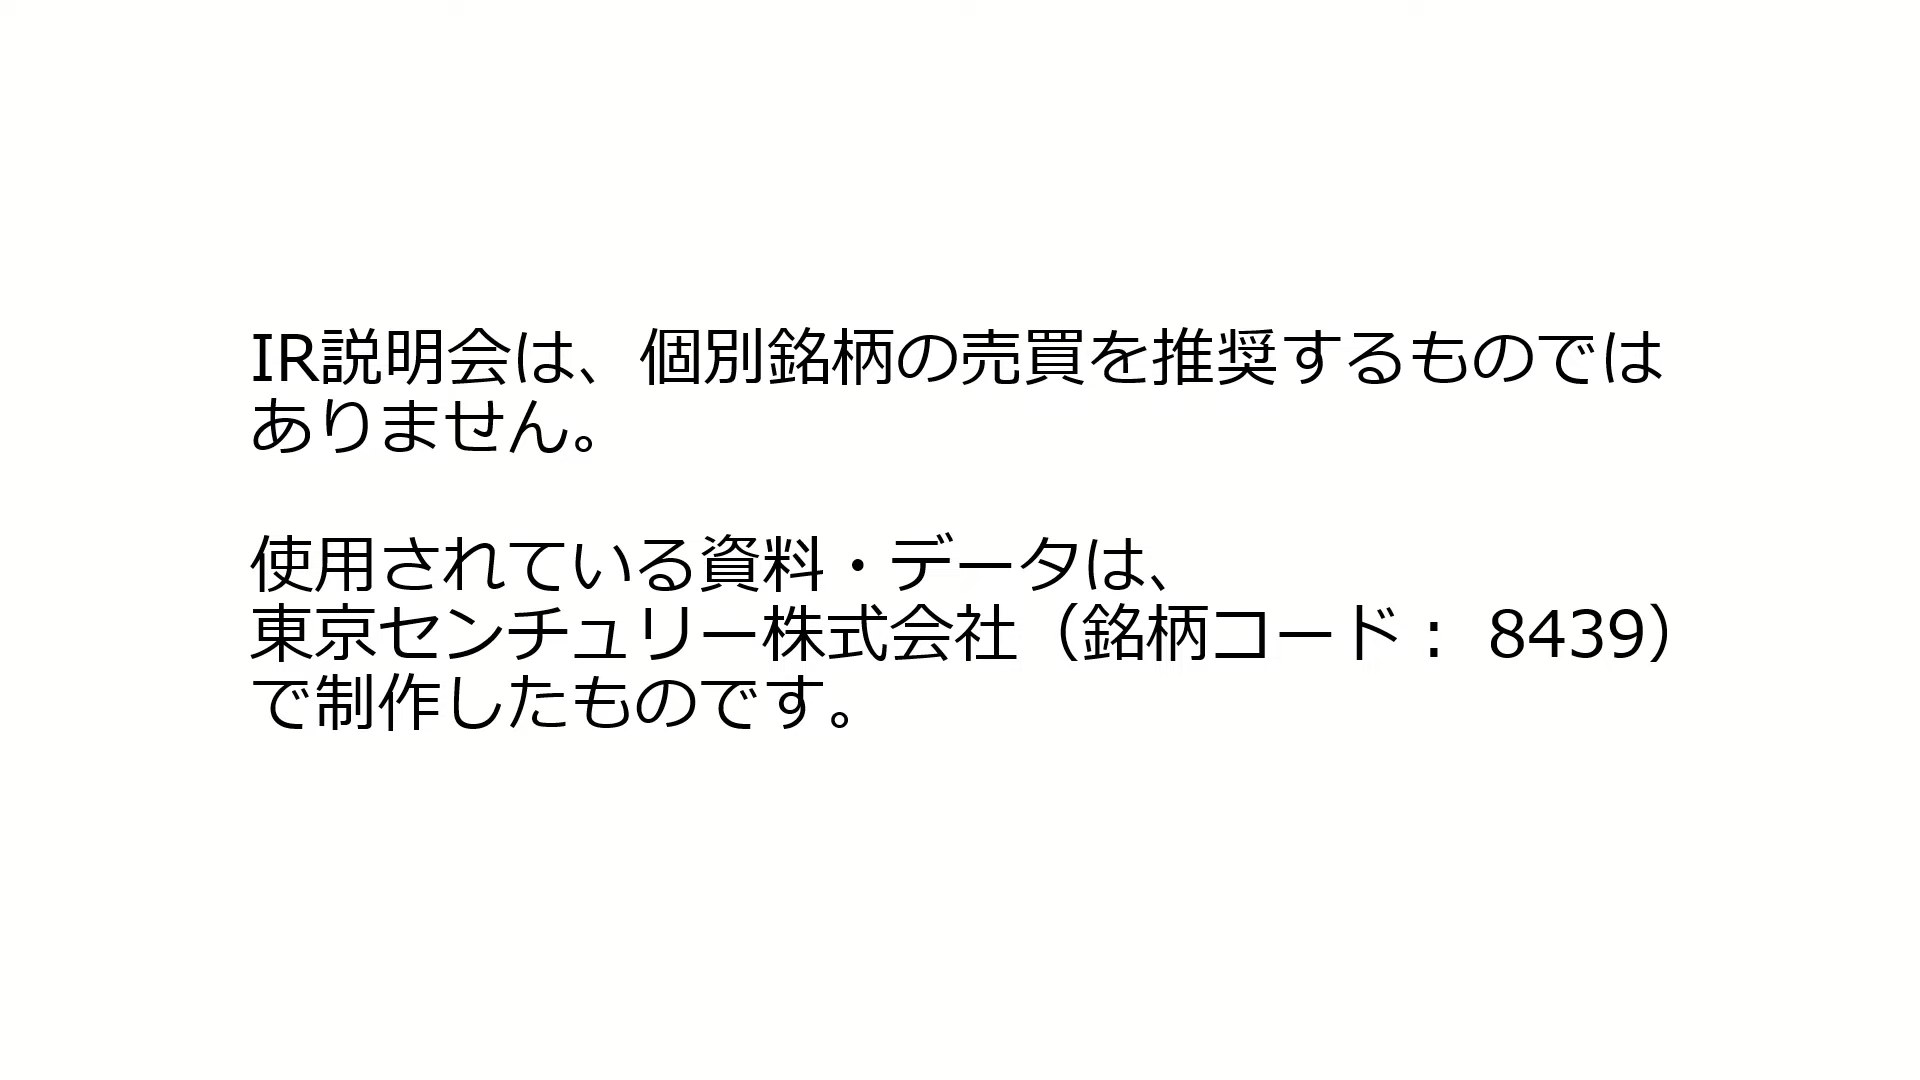 IR説明会は、個別銘柄の売買を推奨するものでは
ありません。
使用されている資料・データは、
東京センチュリー株式会社（銘柄コード： 8439）
で制作したものです。